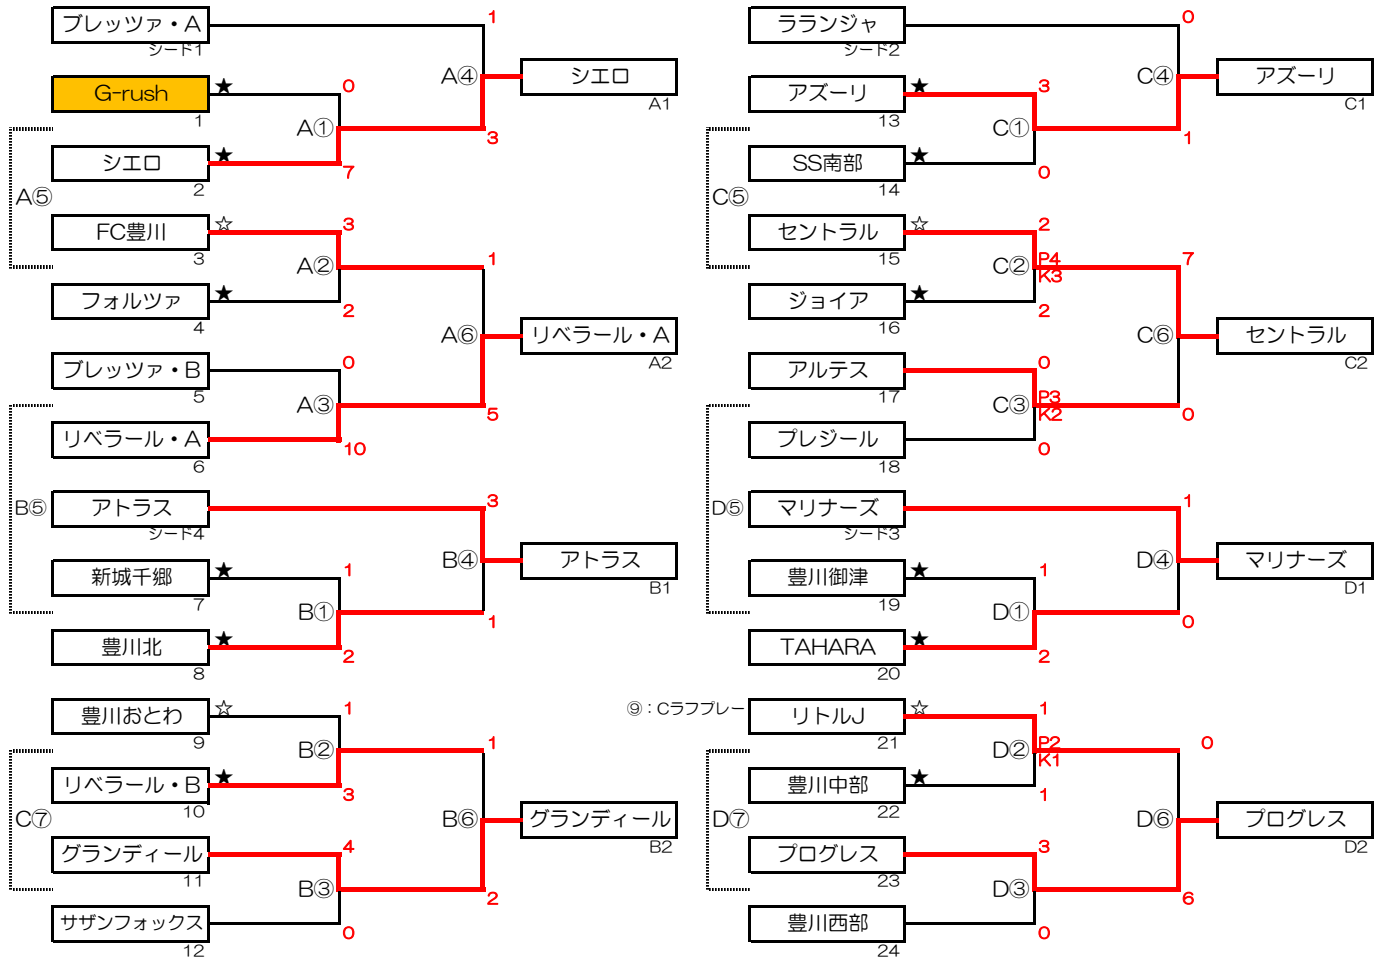 ブレッツァ・A
シード1
1
A④
シエロ
A1
G-rush
★
1
0
A①
3
シエロ
★
2
7
A⑤
FC豊川
☆
3
3
A②
1
フォルツァ
★
4
2
A⑥
リベラール・A
A2
ブレッツァ・B
5
0
A③
5
リベラール・A
6
10
B⑤
アトラス
シード4
3
B④
アトラス
B1
新城千郷
★
7
1
B①
1
豊川北
★
8
2
豊川おとわ
☆
9
1
B②
1
リベラール・B
★
10
3
C⑦
B⑥
グランディール
B2
グランディール
11
4
B③
2
サザンフォックス
12
0
ラランジャ
シード2
0
C④
アズーリ
C1
アズーリ
★
13
3
C①
1
SS南部
★
14
0
C⑤
セントラル
☆
15
2
C②
P4
K3
7
ジョイア
★
16
2
C⑥
セントラル
C2
アルテス
17
0
C③
P3
K2
0
プレジール
18
0
D⑤
マリナーズ
シード3
1
D④
マリナーズ
D1
豊川御津
★
19
1
D①
0
TAHARA
★
20
2
⑨：Cラフプレー
リトルJ
☆
21
1
D②
P2
K1
0
豊川中部
★
22
1
D⑦
D⑥
プログレス
D2
プログレス
23
3
D③
6
豊川西部
24
0